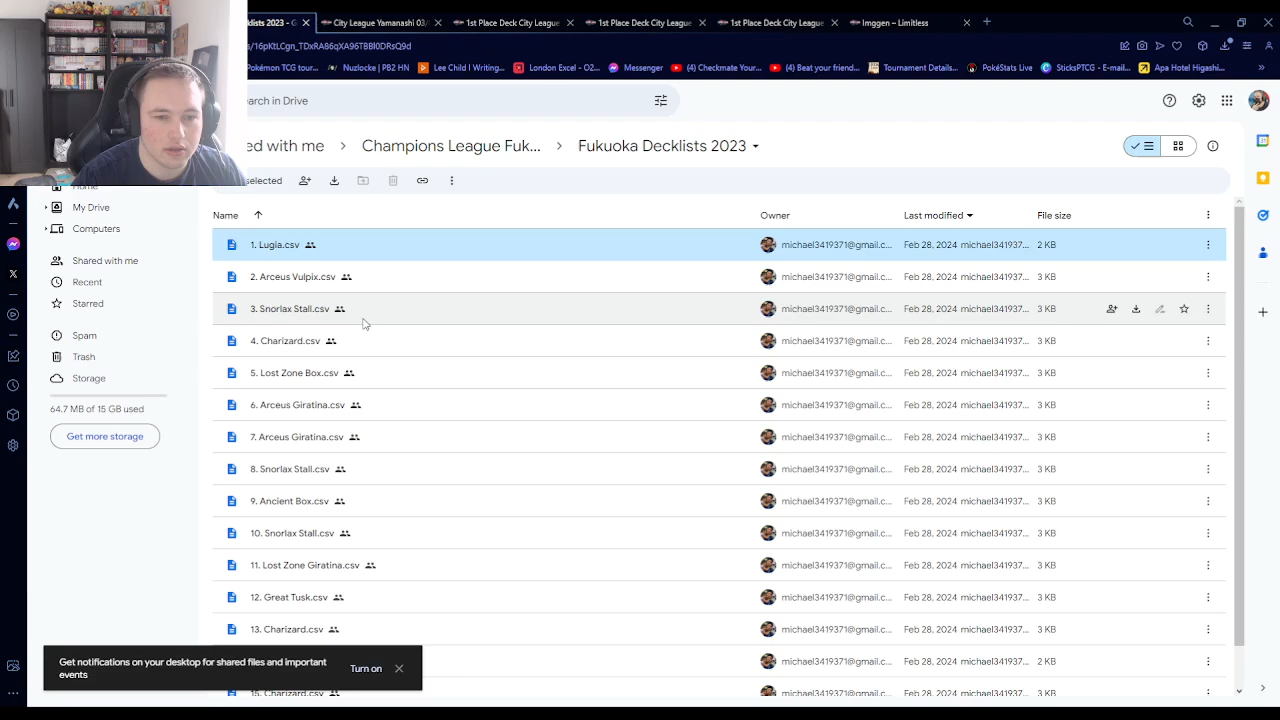 klists 2023 - G
City League Yamanashi 03/
1st Place Deck City League
1st Place Deck City League
1st Place Deck City League
Imggen – Limitless
s/16pKtLCgn_TDxRA86qXA96TBBl0DRsQ9d
Pokémon TCG tour...
Nuzlocke | PB2 HN
Lee Child | Writing...
London Excel - O2...
Messenger
(4) Checkmate Your...
(4) Beat your friend...
Tournament Details...
PokéStats Live
SticksPTCG - E-mail...
Apa Hotel Higashi...
arch in Drive
ed with me
Champions League Fuk...
Fukuoka Decklists 2023
selected
Home
My Drive
Computers
Shared with me
Recent
Starred
Spam
Trash
Storage
64.7 MB of 15 GB used
Get more storage
Name Owner Last modified File size
1. Lugia.csv michael3419371@gmail.c... Feb 28, 2024 michael341937... 2 KB
2. Arceus Vulpix.csv michael3419371@gmail.c... Feb 28, 2024 michael341937... 3 KB
3. Snorlax Stall.csv michael3419371@gmail.c... Feb 28, 2024 michael341937... 3 KB
4. Charizard.csv michael3419371@gmail.c... Feb 28, 2024 michael341937... 3 KB
5. Lost Zone Box.csv michael3419371@gmail.c... Feb 28, 2024 michael341937... 3 KB
6. Arceus Giratina.csv michael3419371@gmail.c... Feb 28, 2024 michael341937... 3 KB
7. Arceus Giratina.csv michael3419371@gmail.c... Feb 28, 2024 michael341937... 3 KB
8. Snorlax Stall.csv michael3419371@gmail.c... Feb 28, 2024 michael341937... 3 KB
9. Ancient Box.csv michael3419371@gmail.c... Feb 28, 2024 michael341937... 3 KB
10. Snorlax Stall.csv michael3419371@gmail.c... Feb 28, 2024 michael341937... 3 KB
11. Lost Zone Giratina.csv michael3419371@gmail.c... Feb 28, 2024 michael341937... 3 KB
12. Great Tusk.csv michael3419371@gmail.c... Feb 28, 2024 michael341937... 3 KB
13. Charizard.csv michael3419371@gmail.c... Feb 28, 2024 michael341937... 3 KB
michael3419371@gmail.c... Feb 28, 2024 michael341937... 2 KB
15. Charizard.csv michael3419371@gmail.c... Feb 28, 2024 michael341937... 3 KB
Get notifications on your desktop for shared files and important
events
Turn on